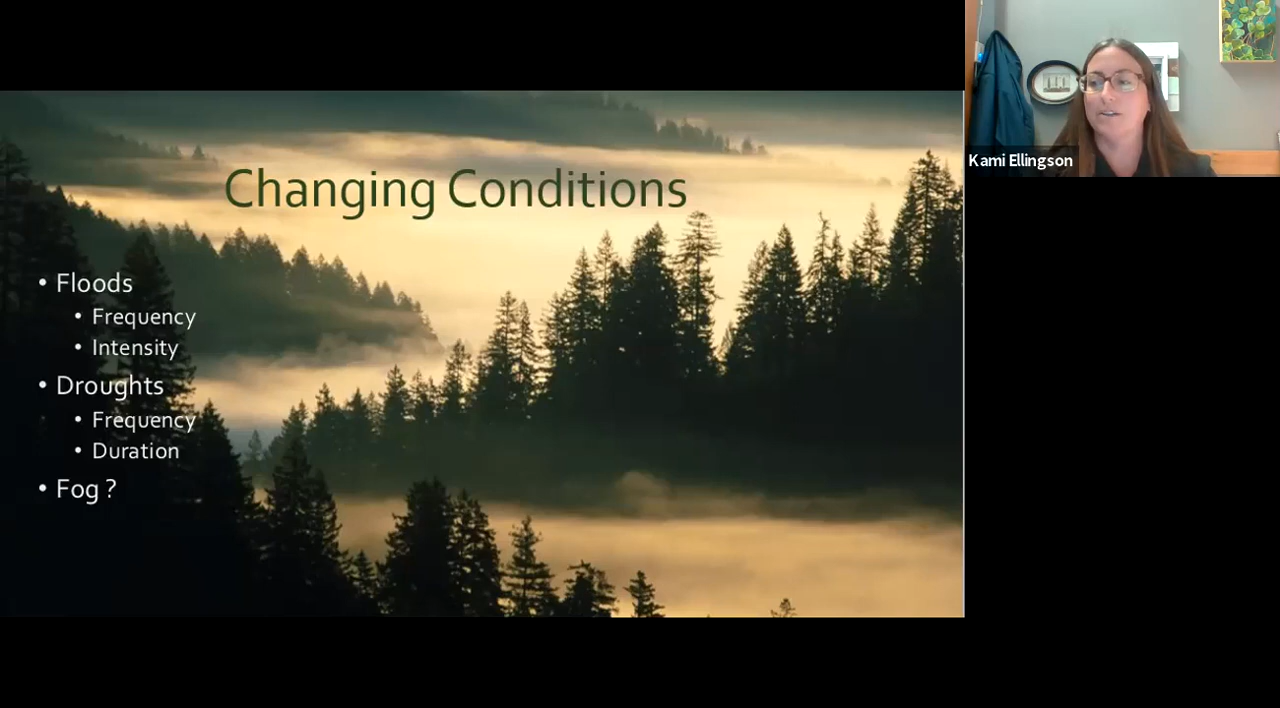 Changing Conditions
• Floods
• Frequency
• Intensity
• Droughts
• Frequency
• Duration
• Fog ?
Kami Ellingson